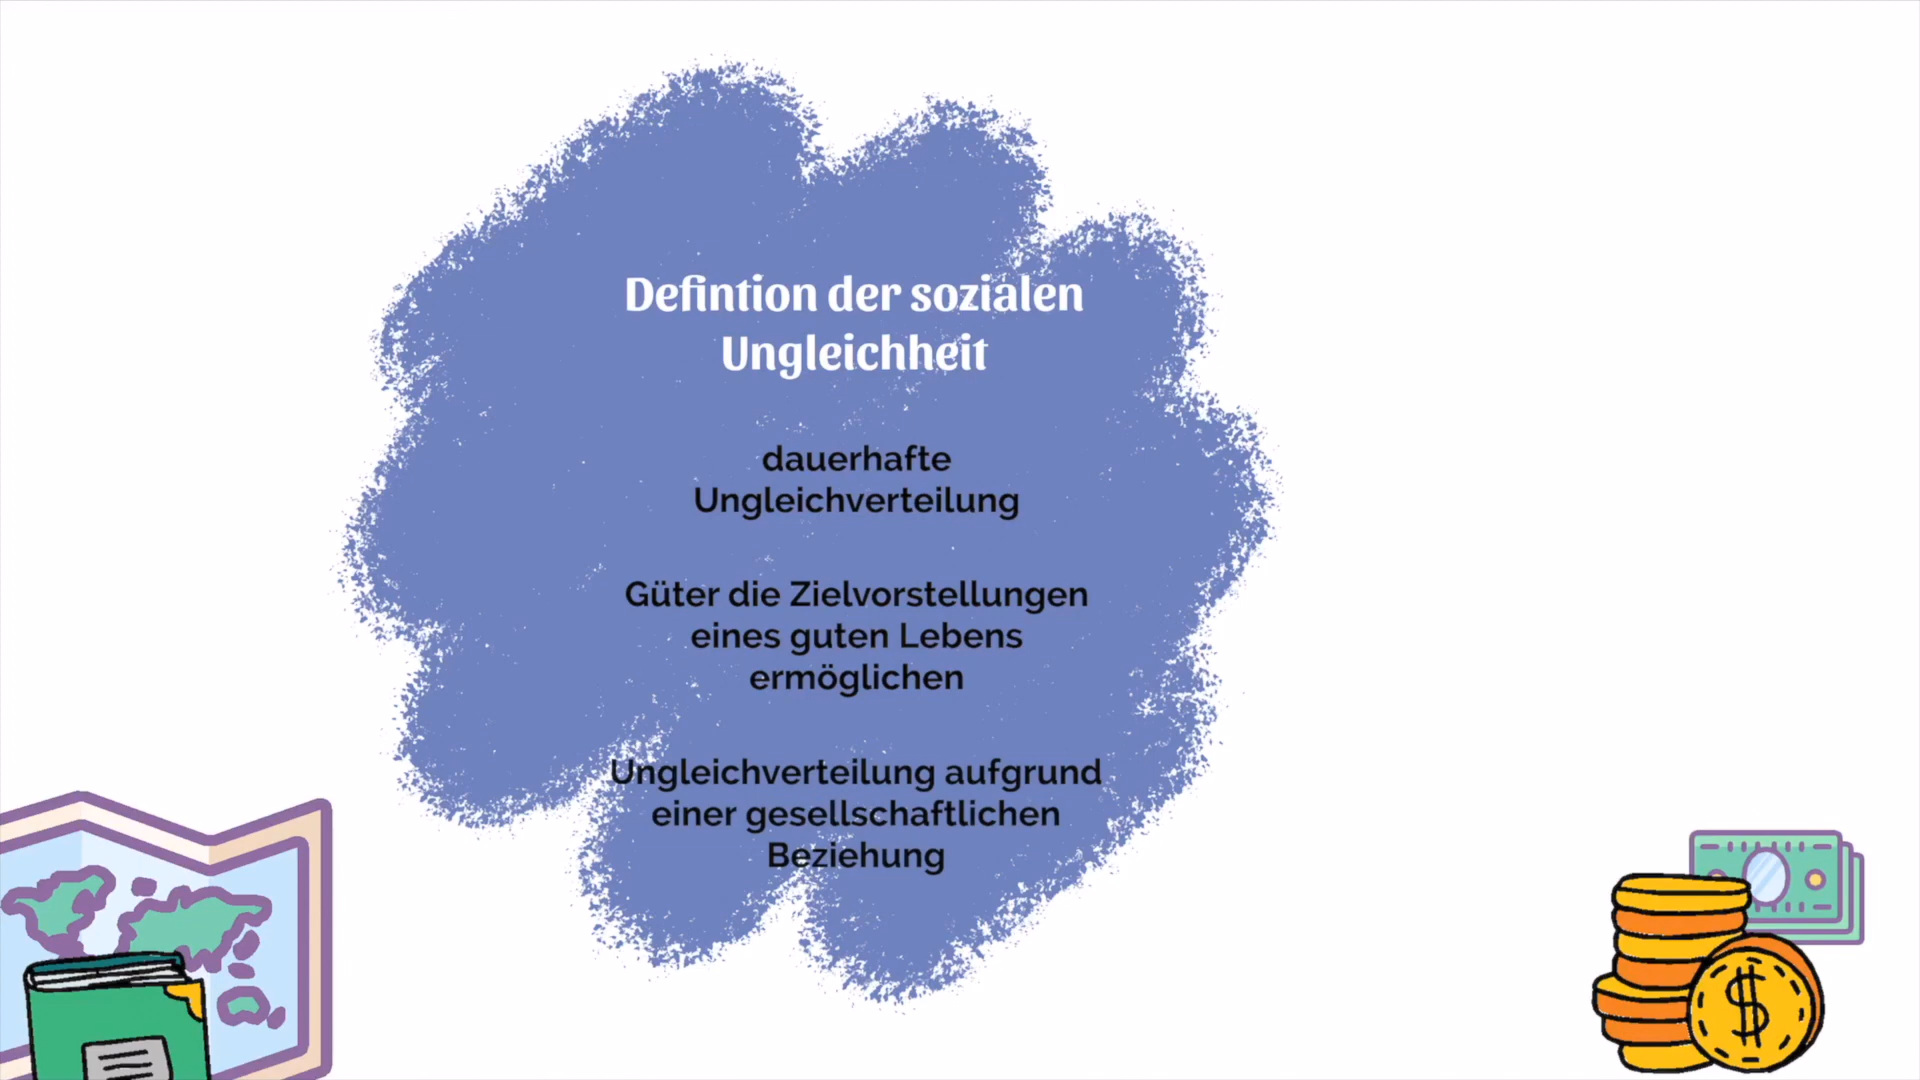 Defintion der sozialen
Ungleichheit
dauerhafte
Ungleichverteilung
Güter die Zielvorstellungen
eines guten Lebens
ermöglichen
Ungleichverteilung aufgrund
einer gesellschaftlichen
Beziehung